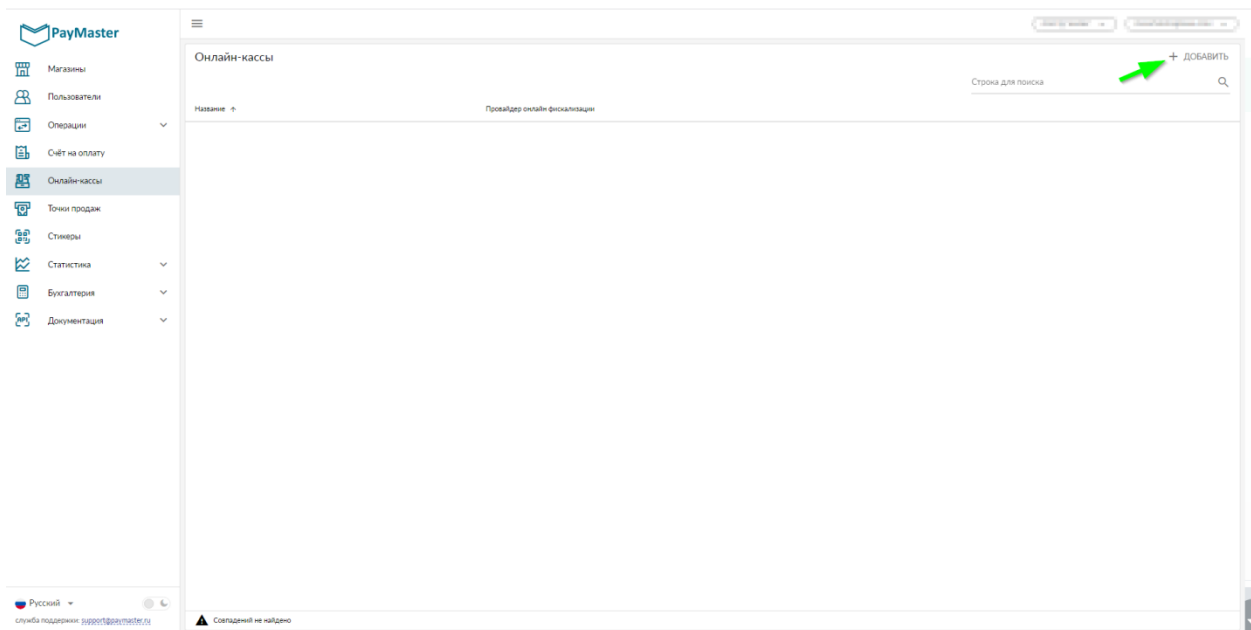 PayMaster
Магазины
Пользователи
Операции
Счёт на оплату
Онлайн-кассы
Точки продаж
Стикеры
Статистика
Бухгалтерия
API
Документация
Русский
служба поддержки: support@paymaster.ru
Онлайн-кассы
+ ДОБАВИТЬ
Строка для поиска
Название ↑ Провайдер онлайн фискализации
Совпадений не найдено